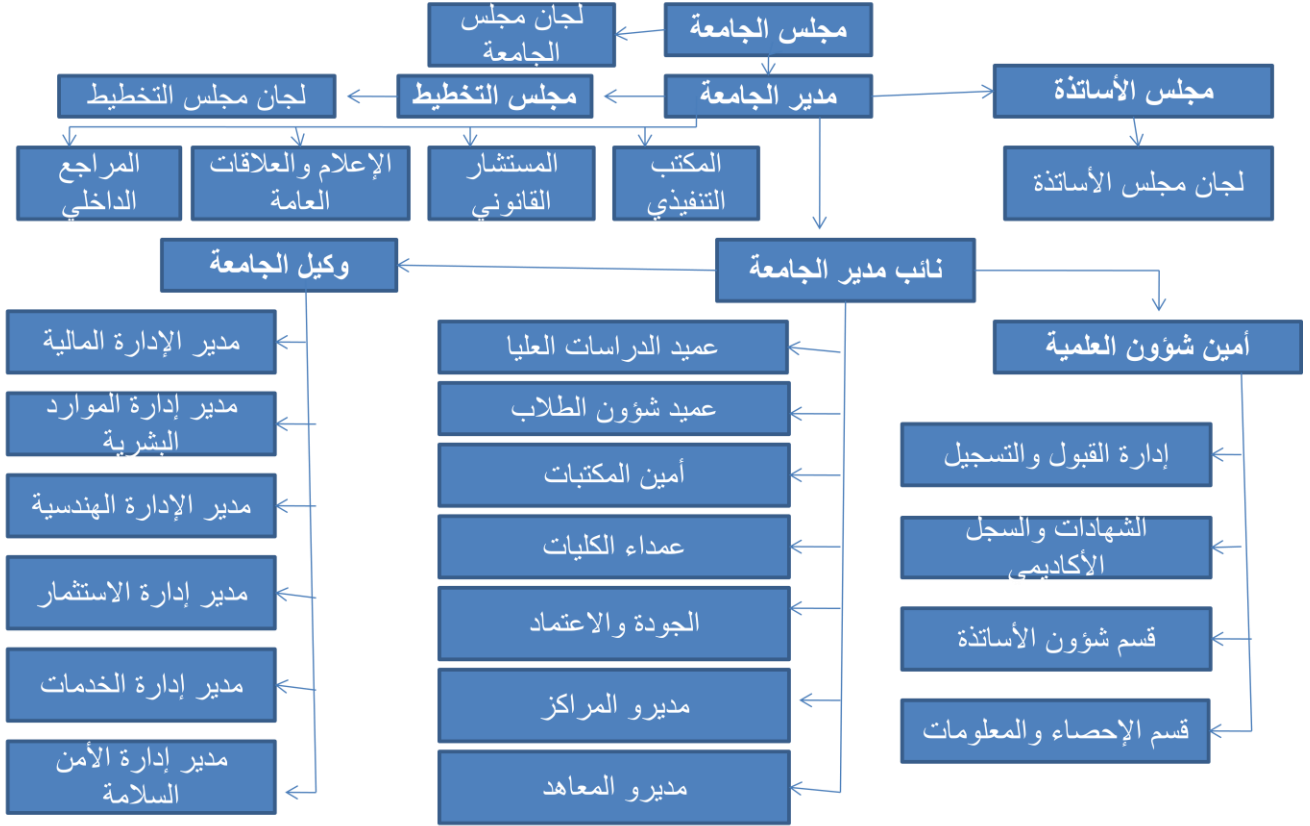 مجلس الجامعة
لجان مجلس
الجامعة
مجلس الأساتذة
مدير الجامعة
مجلس التخطيط
لجان مجلس التخطيط
لجان مجلس الأساتذة
المكتب
التنفيذي
المستشار
القانوني
الإعلام والعلاقات
العامة
المراجع
الداخلي
نائب مدير الجامعة
وكيل الجامعة
أمين شؤون العلمية
إدارة القبول والتسجيل
الشهادات والسجل
الأكاديمي
قسم شؤون الأساتذة
قسم الإحصاء والمعلومات
عميد الدراسات العليا
عميد شؤون الطلاب
أمين المكتبات
عمداء الكليات
الجودة والاعتماد
مديرو المراكز
مديرو المعاهد
مدير الإدارة المالية
مدير إدارة الموارد
البشرية
مدير الإدارة الهندسية
مدير إدارة الاستثمار
مدير إدارة الخدمات
مدير إدارة الأمن
السلامة